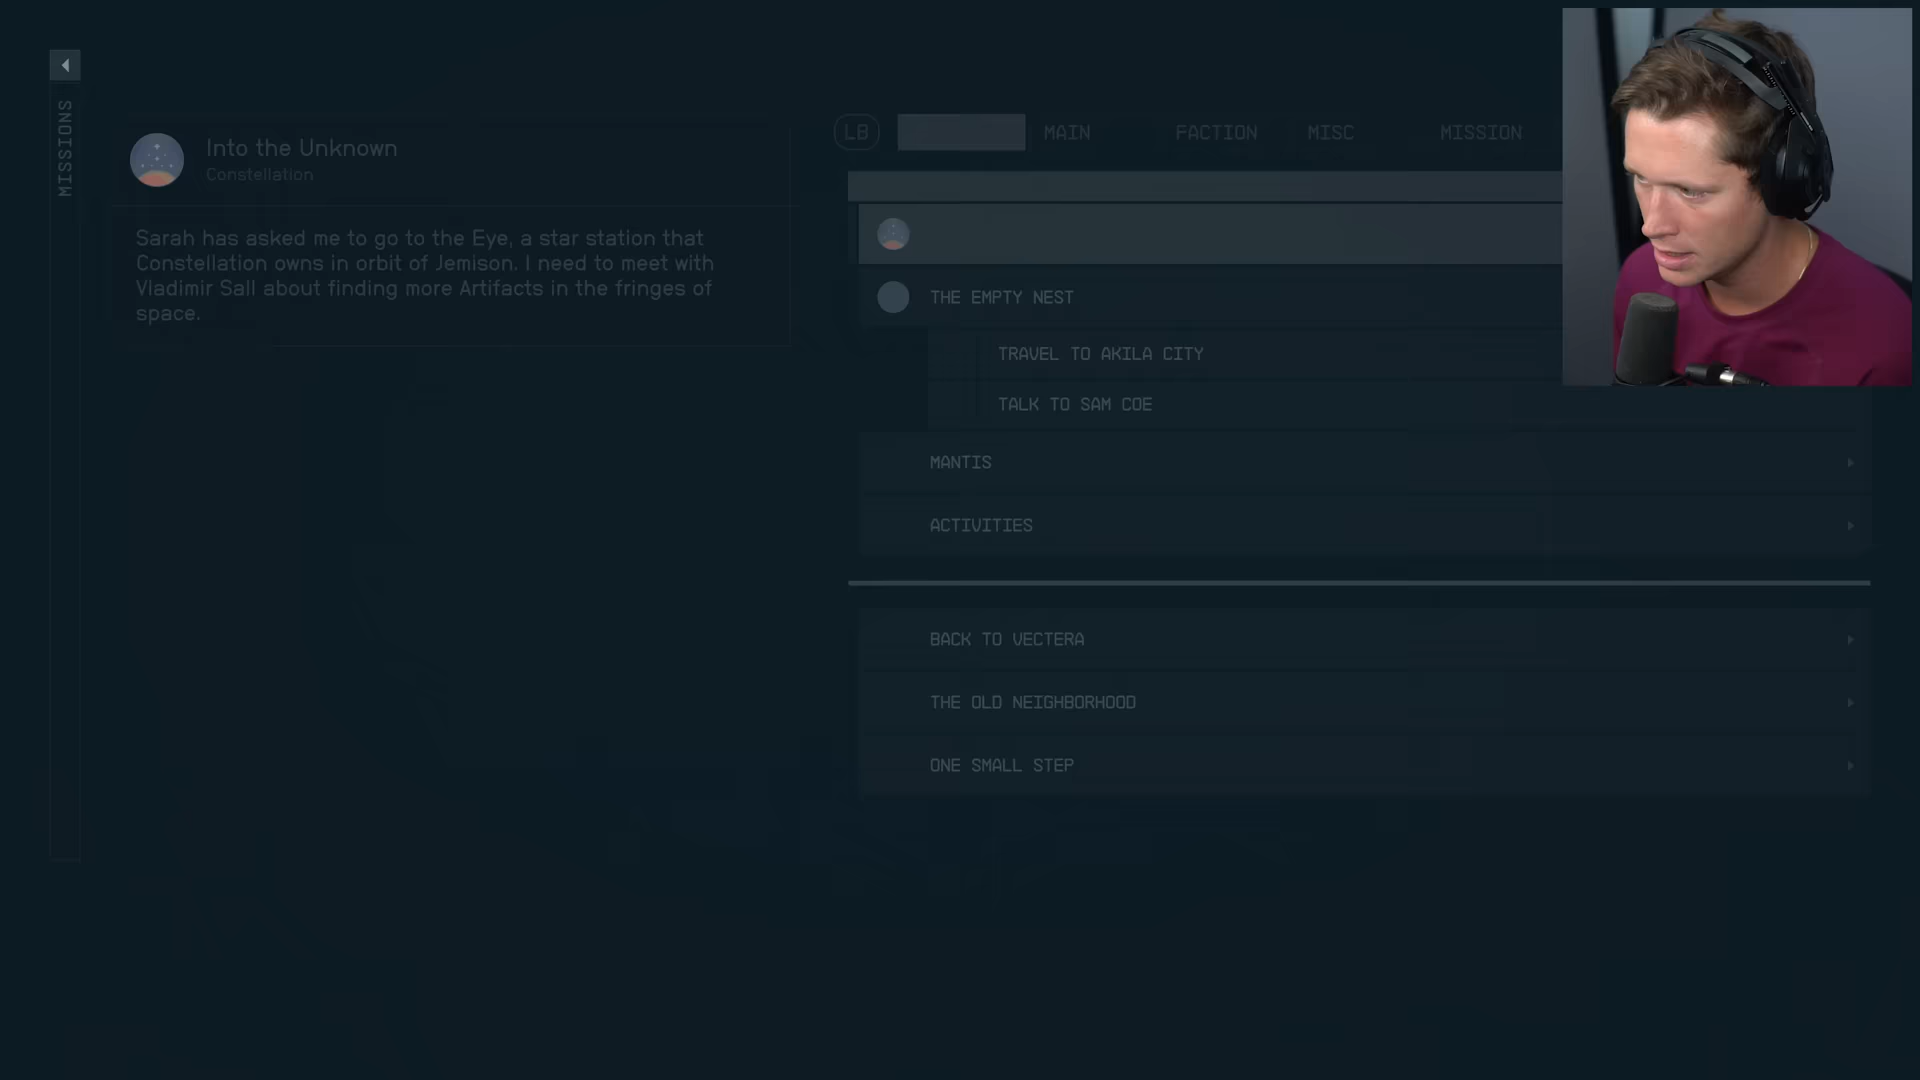 MISSIONS
Into the Unknown
Constellation
Sarah has asked me to go to the Eye, a star station that
Constellation owns in orbit of Jemison. I need to meet with
Vladimir Sall about finding more Artifacts in the fringes of
space.
LB MAIN FACTION MISC MISSION
THE EMPTY NEST
TRAVEL TO AKILA CITY
TALK TO SAM COE
MANTIS
ACTIVITIES
BACK TO VECTERA
THE OLD NEIGHBORHOOD
ONE SMALL STEP